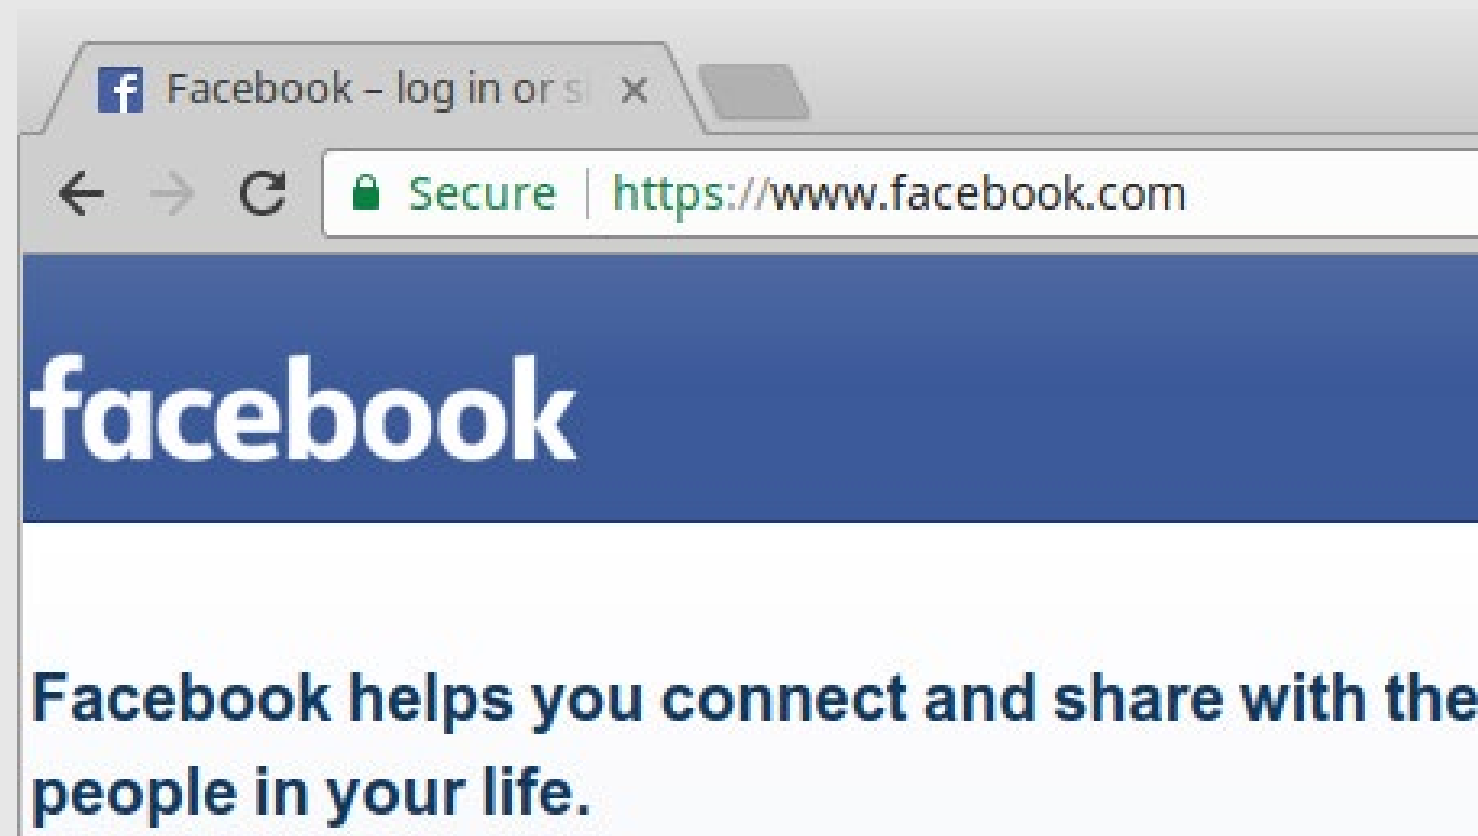 Facebook – log in or
Secure | https://www.facebook.com
facebook
Facebook helps you connect and share with the
people in your life.